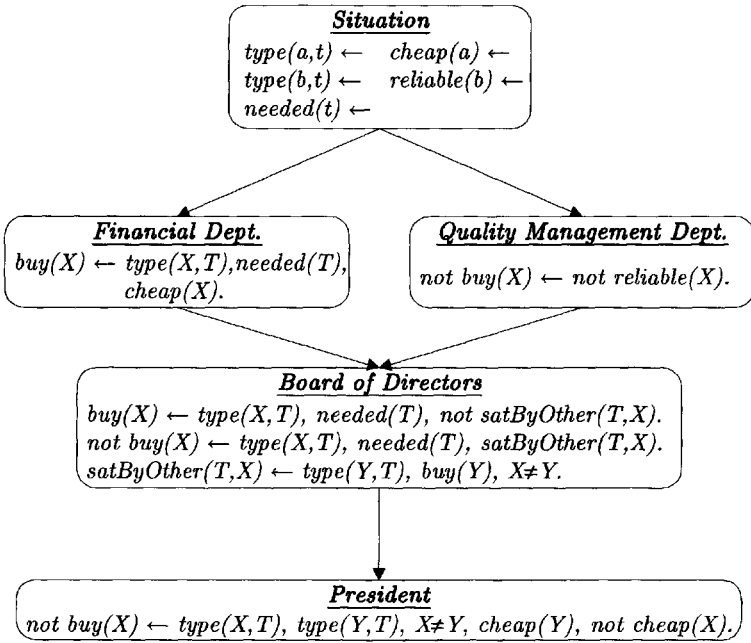 Situation
type(a,t) ← cheap(a) ←
type(b,t) ← reliable(b) ←
needed(t) ←
Financial Dept.
buy(X) ← type(X,T),needed(T),
cheap(X).
Quality Management Dept.
not buy(X) ← not reliable(X).
Board of Directors
buy(X) ← type(X,T), needed(T), not satByOther(T,X).
not buy(X) ← type(X,T), needed(T), satByOther(T,X).
satByOther(T,X) ← type(Y,T), buy(Y), X≠Y.
President
not buy(X) ← type(X,T), type(Y,T), X≠Y, cheap(Y), not cheap(X).